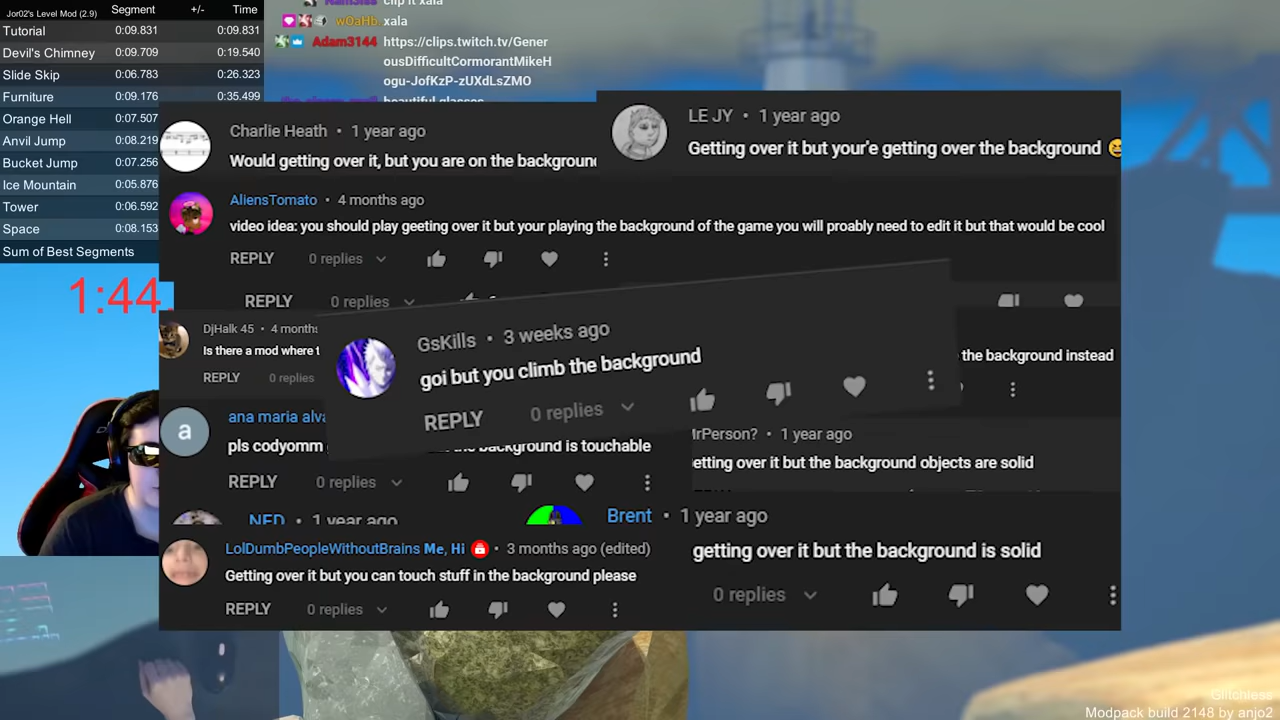 Jor02's Level Mod (2.9)
Segment
+/-
Time
Tutorial 0:09.831 0:09.831
Devil's Chimney 0:09.709 0:19.540
Slide Skip 0:06.783 0:26.323
Furniture 0:09.176 0:35.499
Orange Hell 0:07.507
Anvil Jump 0:08.219
Bucket Jump 0:07.256
Ice Mountain 0:05.876
Tower 0:06.592
Space 0:08.153
Sum of Best Segments
1:44.
clip it xala
wOaHb. xala
Adam3144 https://clips.twitch.tv/Gener
ousDifficultCormorantMikeH
ogu-JofKzP-zUXdLsZMO
beautiful glasses
Charlie Heath • 1 year ago
Would getting over it, but you are on the background
LE JY • 1 year ago
Getting over it but your'e getting over the background 😆
AliensTomato • 4 months ago
video idea: you should play geeting over it but your playing the background of the game you will proably need to edit it but that would be cool
REPLY 0 replies
REPLY 0 replies
DjHalk 45 • 4 months
Is there a mod where t
REPLY 0 replies
GsKills • 3 weeks ago
goi but you climb the background
REPLY 0 replies
the background instead
ana maria alva
pls codyomm
the background is touchable
REPLY 0 replies
MrPerson? • 1 year ago
etting over it but the background objects are solid
NED • 1 year ago
Brent • 1 year ago
getting over it but the background is solid
0 replies
LolDumbPeopleWithoutBrains Me, Hi • 3 months ago (edited)
Getting over it but you can touch stuff in the background please
REPLY 0 replies
Glitchless
Modpack build 2148 by anjo2